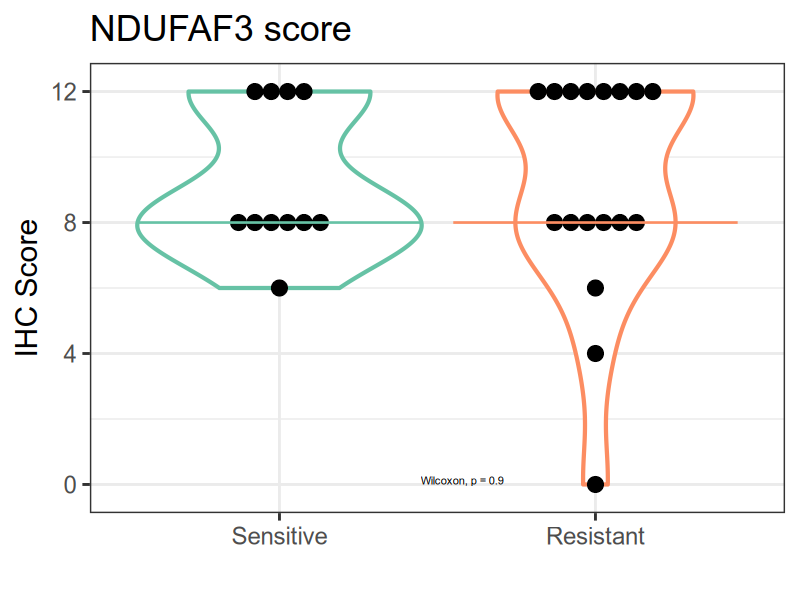 NDUFAF3 score
IHC Score
12
8
4
0
Wilcoxon, p = 0.9
Sensitive
Resistant